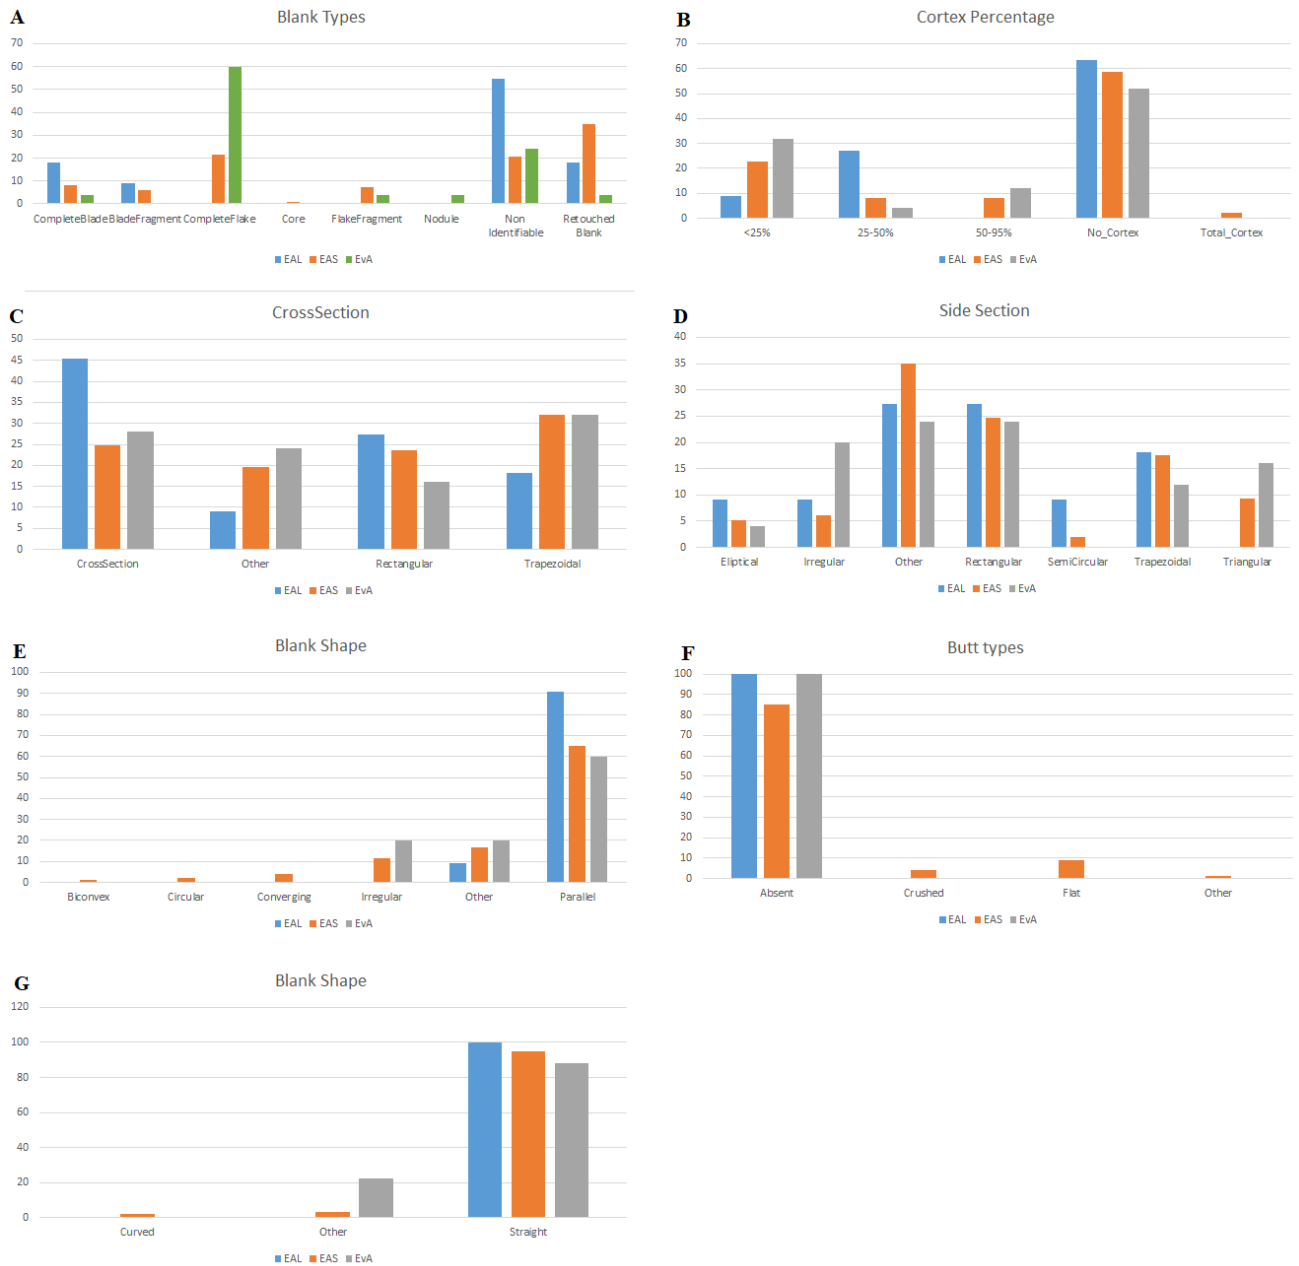 A
Blank Types
70
60
50
40
30
20
10
0
CompleteBlade BladeFragment CompleteFlake Core FlakeFragment Nodule Non Identifiable Retouched Blank
EAL EAS EvA
B
Cortex Percentage
70
60
50
40
30
20
10
0
<25% 25-50% 50-95% No_Cortex Total_Cortex
EAL EAS EvA
C
CrossSection
50
45
40
35
30
25
20
15
10
5
0
CrossSection Other Rectangular Trapezoidal
EAL EAS EvA
D
Side Section
40
35
30
25
20
15
10
5
0
Eliptical Irregular Other Rectangular SemiCircular Trapezoidal Triangular
EAL EAS EvA
E
Blank Shape
100
90
80
70
60
50
40
30
20
10
0
Biconvex Circular Converging Irregular Other Parallel
EAL EAS EvA
F
Butt types
100
90
80
70
60
50
40
30
20
10
0
Absent Crushed Flat Other
EAL EAS EvA
G
Blank Shape
120
100
80
60
40
20
0
Curved Other Straight
EAL EAS EvA